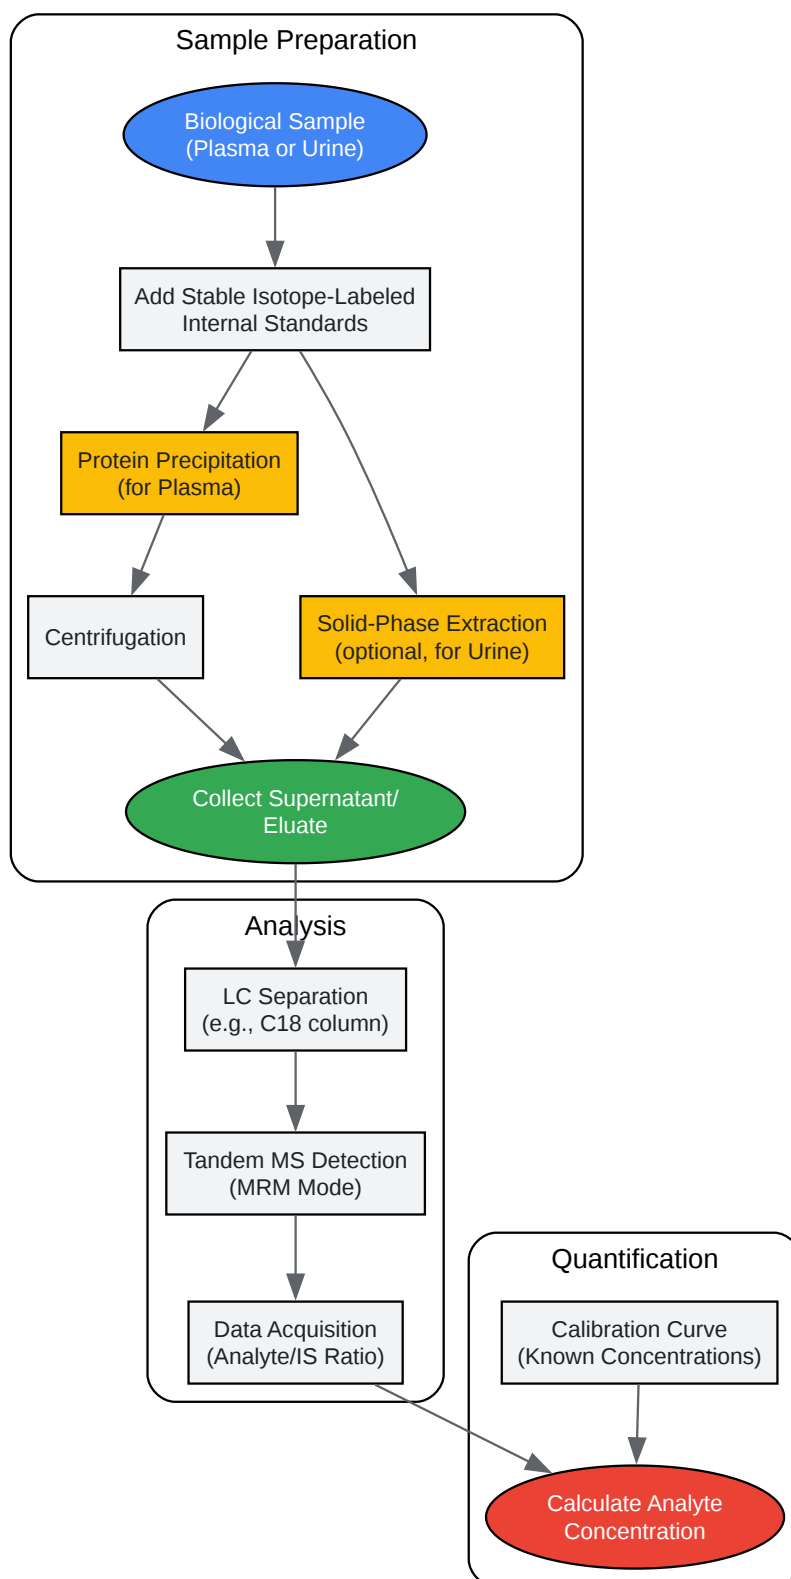 Sample Preparation
Biological Sample
(Plasma or Urine)
Add Stable Isotope-Labeled
Internal Standards
Protein Precipitation
(for Plasma)
Centrifugation
Solid-Phase Extraction
(optional, for Urine)
Collect Supernatant/
Eluate
Analysis
LC Separation
(e.g., C18 column)
Tandem MS Detection
(MRM Mode)
Data Acquisition
(Analyte/IS Ratio)
Quantification
Calibration Curve
(Known Concentrations)
Calculate Analyte
Concentration